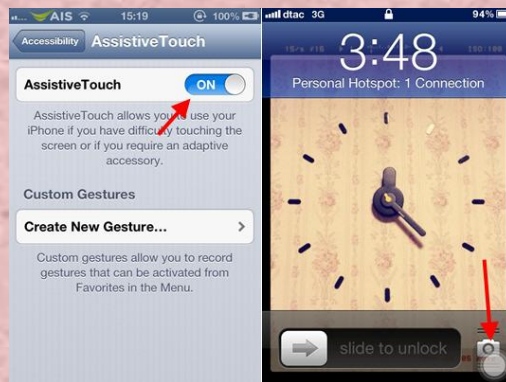 AIS 15:19 100%
Accessibility AssistiveTouch
AssistiveTouch ON
AssistiveTouch allows you to use your
iPhone if you have difficulty touching the
screen or if you require an adaptive
accessory.
Custom Gestures
Create New Gesture...
Custom gestures allow you to record
gestures that can be activated from
Favorites in the Menu.
dtac 3G 94%
3:48
Personal Hotspot: 1 Connection
slide to unlock